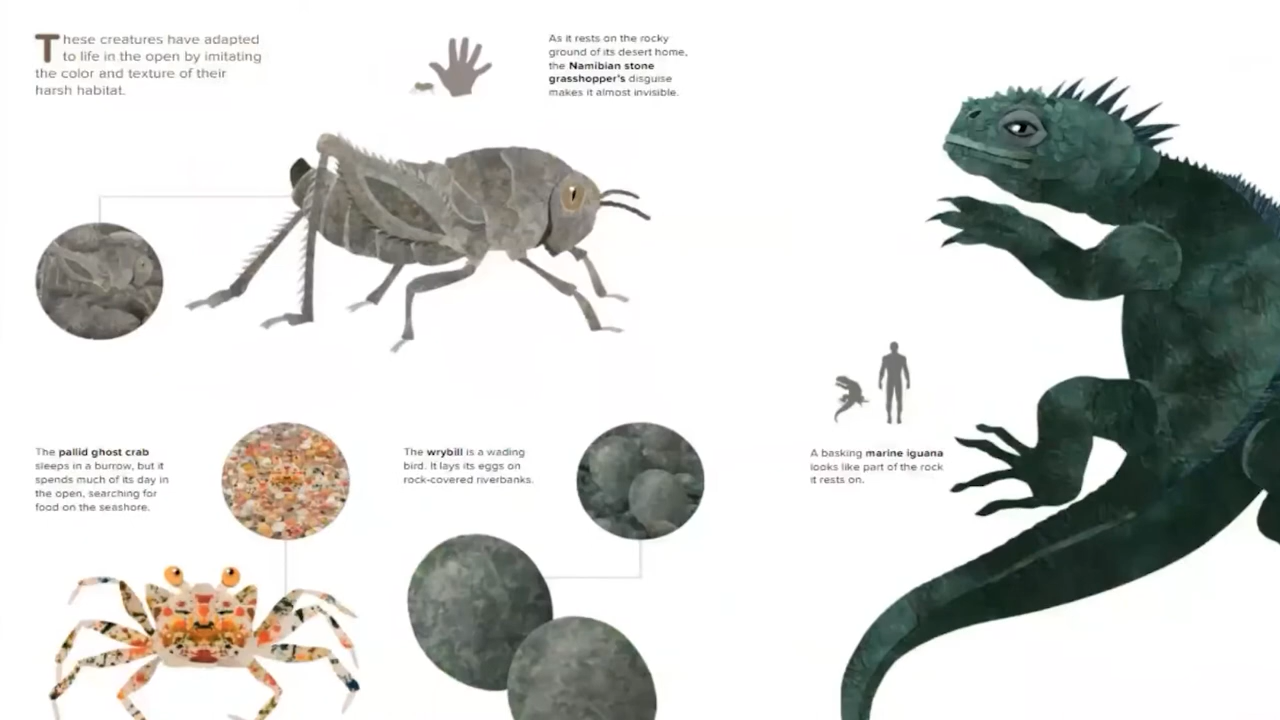 These creatures have adapted
to life in the open by imitating
the color and texture of their
harsh habitat.
As it rests on the rocky
ground of its desert home,
the Namibian stone
grasshopper's disguise
makes it almost invisible.
The pallid ghost crab
sleeps in a burrow, but it
spends much of its day in
the open, searching for
food on the seashore.
The wrybill is a wading
bird. It lays its eggs on
rock-covered riverbanks.
A basking marine iguana
looks like part of the rock
it rests on.